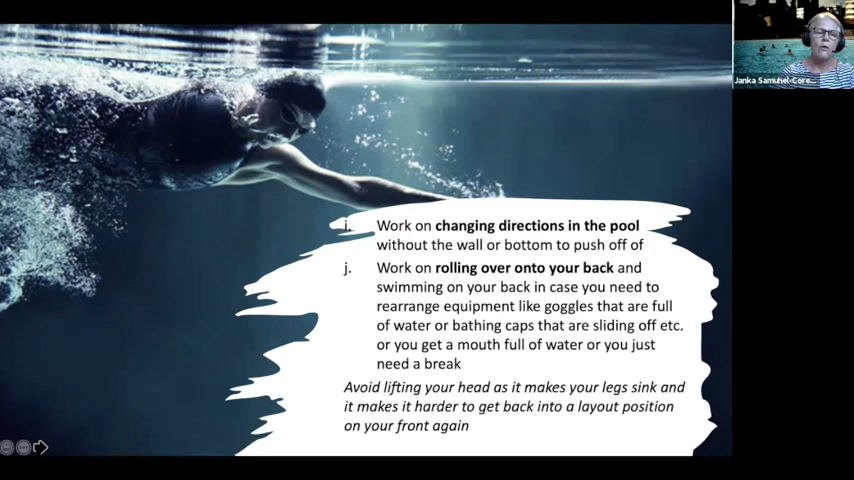 Janka Samuhel-Core...
i. Work on changing directions in the pool
without the wall or bottom to push off of
j. Work on rolling over onto your back and
swimming on your back in case you need to
rearrange equipment like goggles that are full
of water or bathing caps that are sliding off etc.
or you get a mouth full of water or you just
need a break
Avoid lifting your head as it makes your legs sink and
it makes it harder to get back into a layout position
on your front again